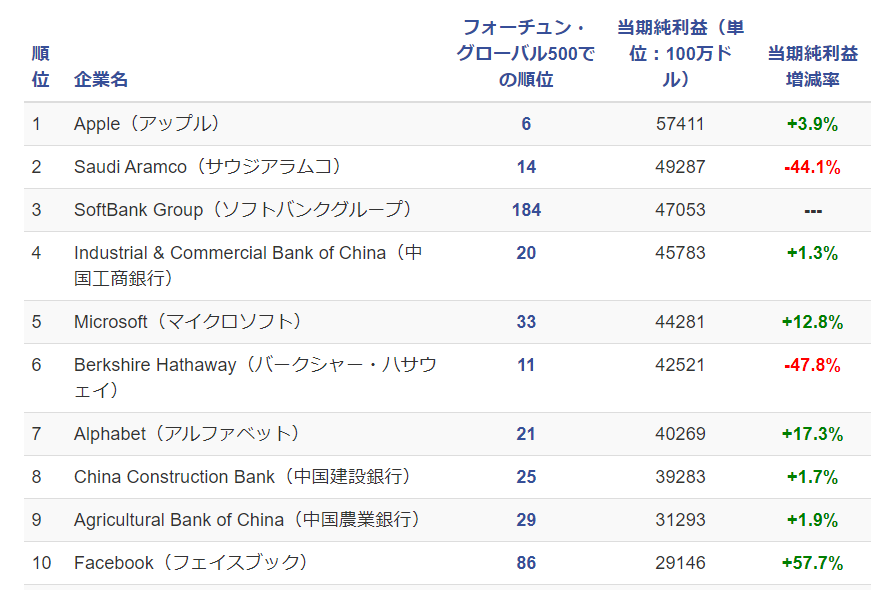 順位 企業名 フォーチュン・グローバル500での順位 当期純利益（単位：100万ドル） 当期純利益増減率
1 Apple（アップル） 6 57411 +3.9%
2 Saudi Aramco（サウジアラムコ） 14 49287 -44.1%
3 SoftBank Group（ソフトバンクグループ） 184 47053 ---
4 Industrial & Commercial Bank of China（中国工商銀行） 20 45783 +1.3%
5 Microsoft（マイクロソフト） 33 44281 +12.8%
6 Berkshire Hathaway（バークシャー・ハサウェイ） 11 42521 -47.8%
7 Alphabet（アルファベット） 21 40269 +17.3%
8 China Construction Bank（中国建設銀行） 25 39283 +1.7%
9 Agricultural Bank of China（中国農業銀行） 29 31293 +1.9%
10 Facebook（フェイスブック） 86 29146 +57.7%